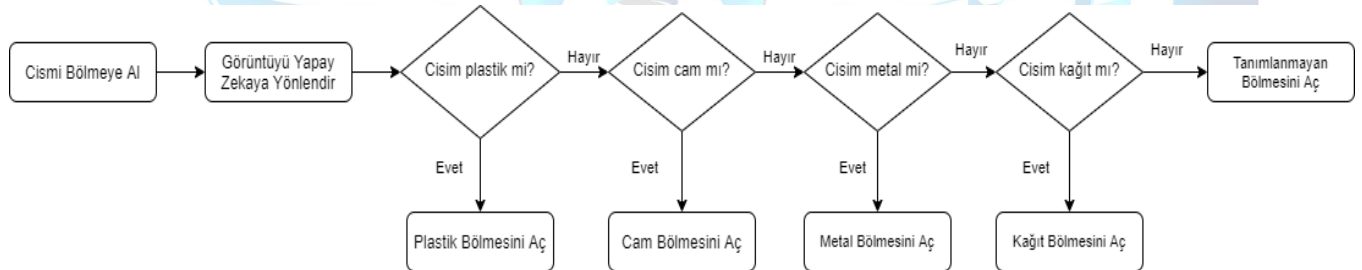 Cismi Bölmeye Al
Görüntüyü Yapay
Zekaya Yönlendir
Cisim plastik mi?
Hayır
Cisim cam mı?
Hayır
Cisim metal mi?
Hayır
Cisim kağıt mı?
Hayır
Tanımlanmayan
Bölmesini Aç
Evet
Evet
Evet
Evet
Plastik Bölmesini Aç
Cam Bölmesini Aç
Metal Bölmesini Aç
Kağıt Bölmesini Aç